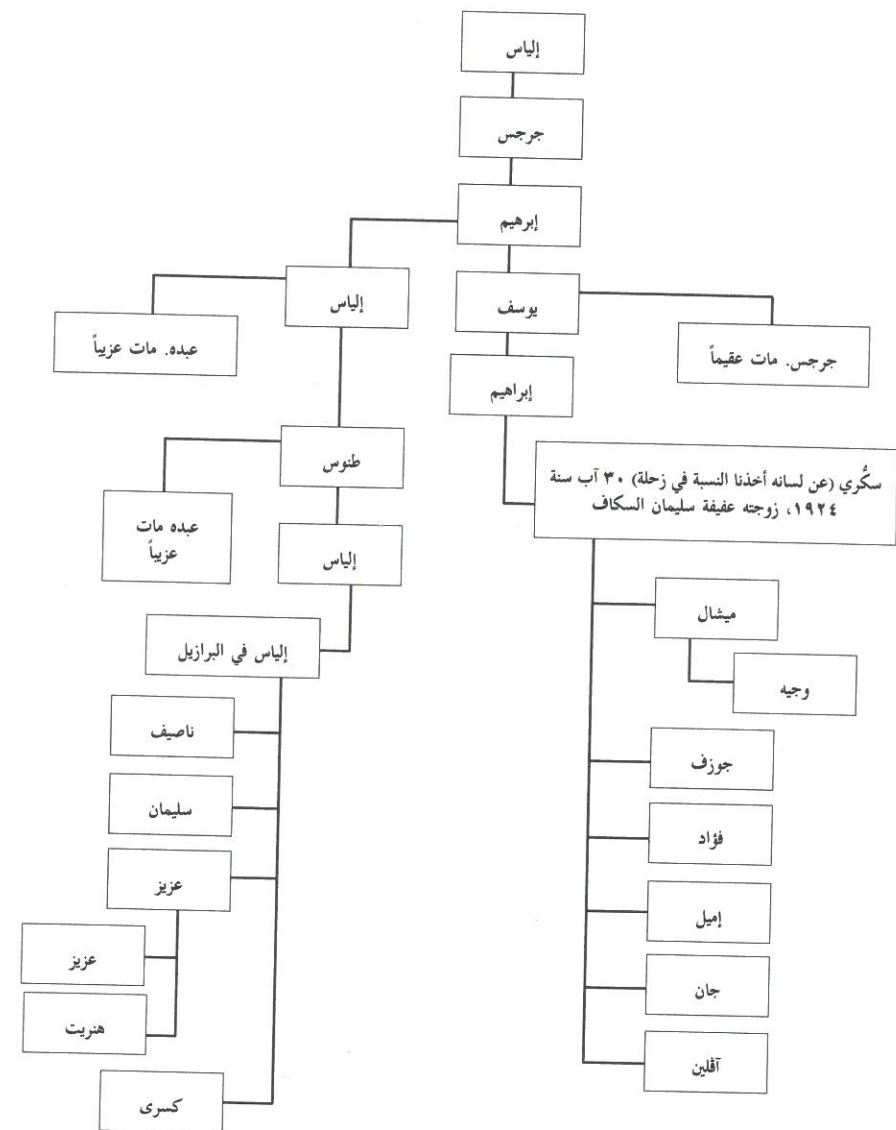 إلياس
جرجس
إبرهيم
إلياس
يوسف
عبده. مات عزيباً
جرجس. مات عقيماً
إبراهيم
طنوس
سكُّري (عن لسانه أخذنا النسبة في زحلة) ٣٠ آب سنة
١٩٢٤، زوجته عفيفة سليمان السكاف
عبده مات
عزيباً
إلياس
ميشال
إلياس في البرازيل
وجيه
ناصيف
جوزف
سليمان
فؤاد
عزيز
إميل
عزيز
جان
هنريت
آڤلين
كسرى